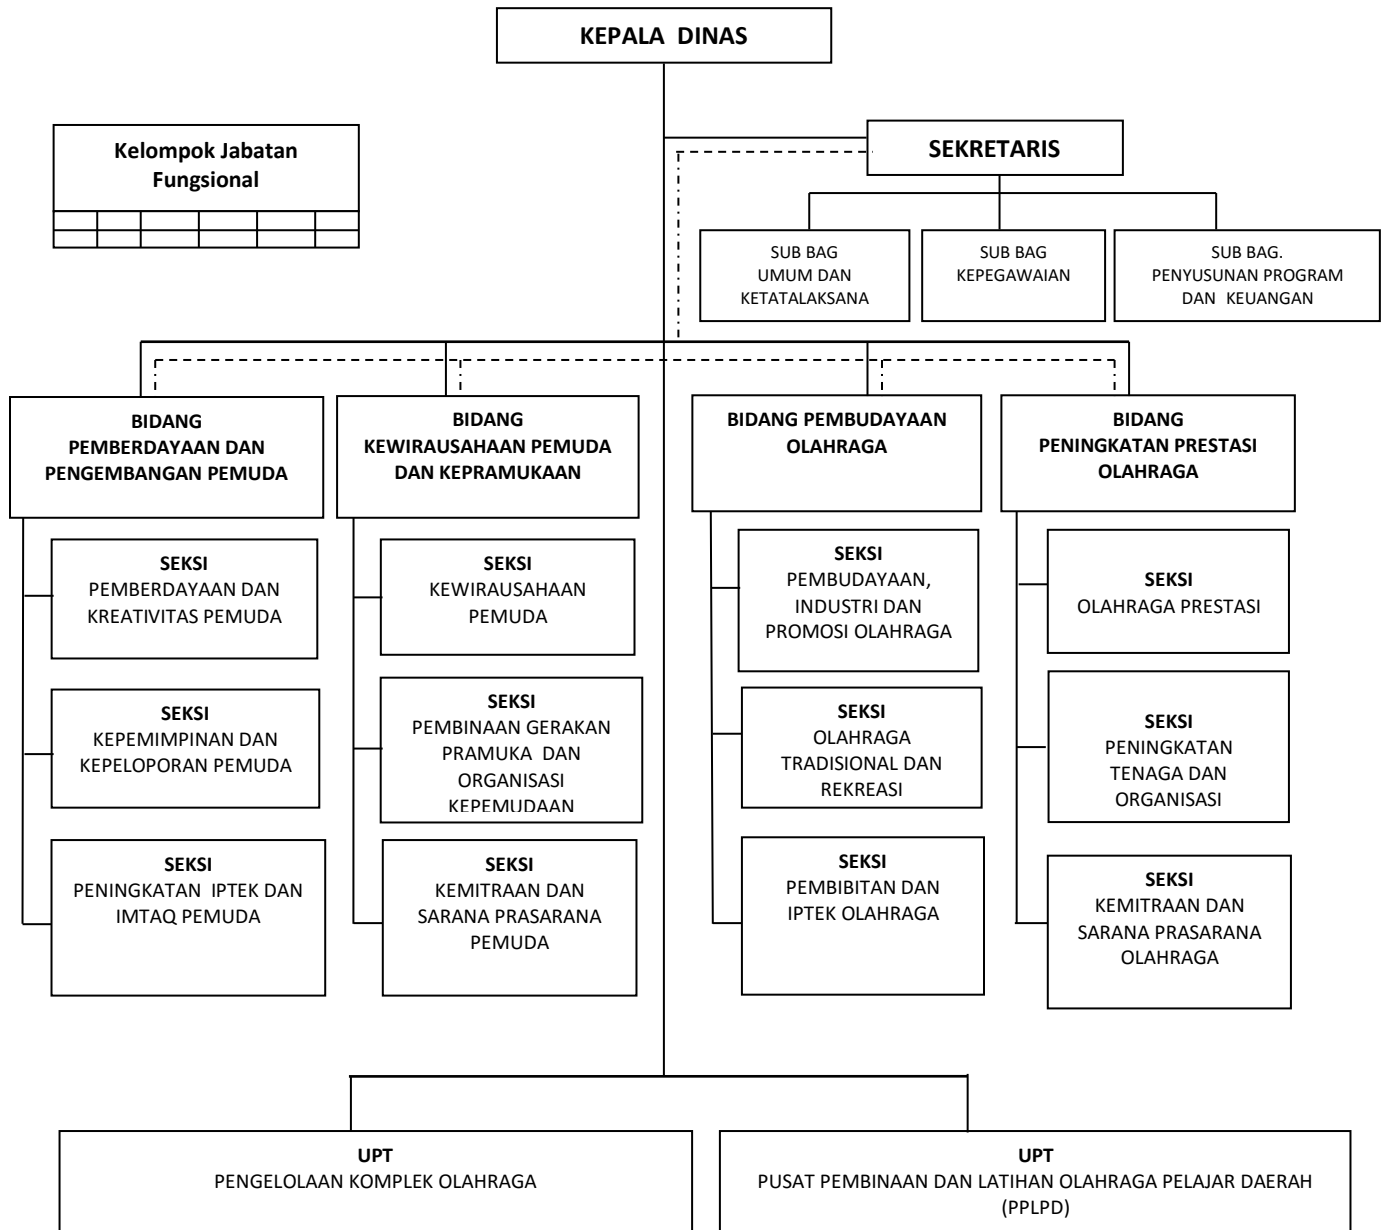 KEPALA DINAS
Kelompok Jabatan
Fungsional
SEKRETARIS
SUB BAG
UMUM DAN
KETATALAKSANA
SUB BAG
KEPEGAWAIAN
SUB BAG.
PENYUSUNAN PROGRAM
DAN KEUANGAN
BIDANG
PEMBERDAYAAN DAN
PENGEMBANGAN PEMUDA
BIDANG
KEWIRAUSAHAAN PEMUDA
DAN KEPRAMUKAAN
BIDANG PEMBUDAYAAN
OLAHRAGA
BIDANG
PENINGKATAN PRESTASI
OLAHRAGA
SEKSI
PEMBERDAYAAN DAN
KREATIVITAS PEMUDA
SEKSI
KEPEMIMPINAN DAN
KEPELOPORAN PEMUDA
SEKSI
PENINGKATAN IPTEK DAN
IMTAQ PEMUDA
SEKSI
KEWIRAUSAHAAN
PEMUDA
SEKSI
PEMBINAAN GERAKAN
PRAMUKA DAN
ORGANISASI
KEPEMUDAAN
SEKSI
KEMITRAAN DAN
SARANA PRASARANA
PEMUDA
SEKSI
PEMBUDAYAAN,
INDUSTRI DAN
PROMOSI OLAHRAGA
SEKSI
OLAHRAGA
TRADISIONAL DAN
REKREASI
SEKSI
PEMBIBITAN DAN
IPTEK OLAHRAGA
SEKSI
OLAHRAGA PRESTASI
SEKSI
PENINGKATAN
TENAGA DAN
ORGANISASI
SEKSI
KEMITRAAN DAN
SARANA PRASARANA
OLAHRAGA
UPT
PENGELOLAAN KOMPLEK OLAHRAGA
UPT
PUSAT PEMBINAAN DAN LATIHAN OLAHRAGA PELAJAR DAERAH
(PPLPD)